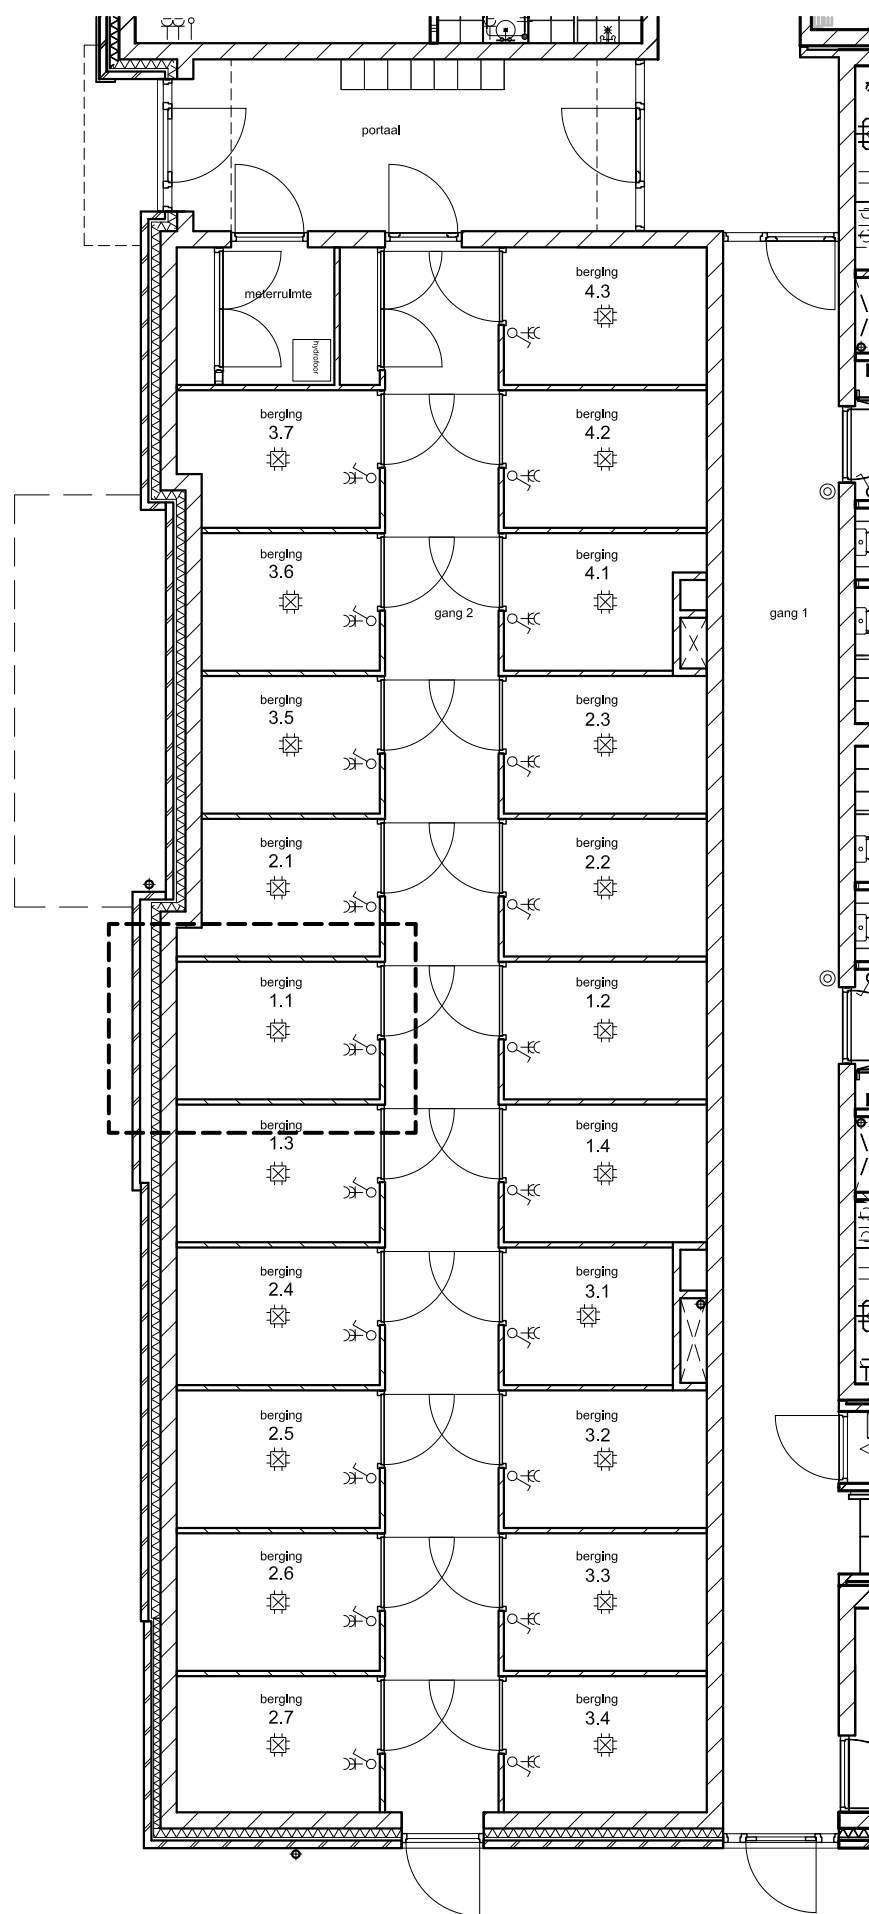 portaal
meterruimte
hydrofoor
berging
4.3
berging
3.7
berging
4.2
berging
3.6
berging
4.1
gang 2
gang 1
berging
3.5
berging
2.3
berging
2.1
berging
2.2
berging
1.1
berging
1.2
berging
1.3
berging
1.4
berging
2.4
berging
3.1
berging
2.5
berging
3.2
berging
2.6
berging
3.3
berging
2.7
berging
3.4